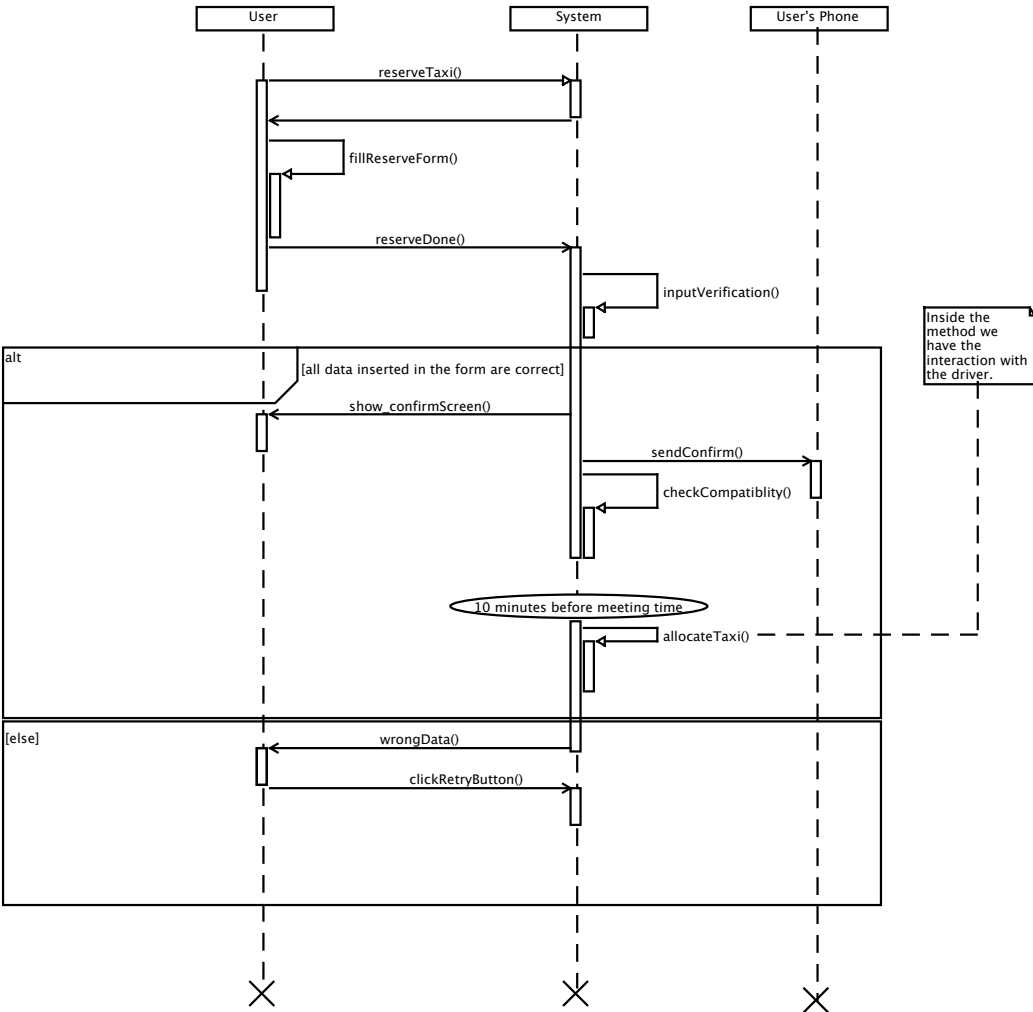 User
System
User's Phone
reserveTaxi()
fillReserveForm()
reserveDone()
inputVerification()
Inside the
method we
have the
interaction with
the driver.
alt
[all data inserted in the form are correct]
show_confirmScreen()
sendConfirm()
checkCompatiblity()
10 minutes before meeting time
allocateTaxi()
[else]
wrongData()
clickRetryButton()